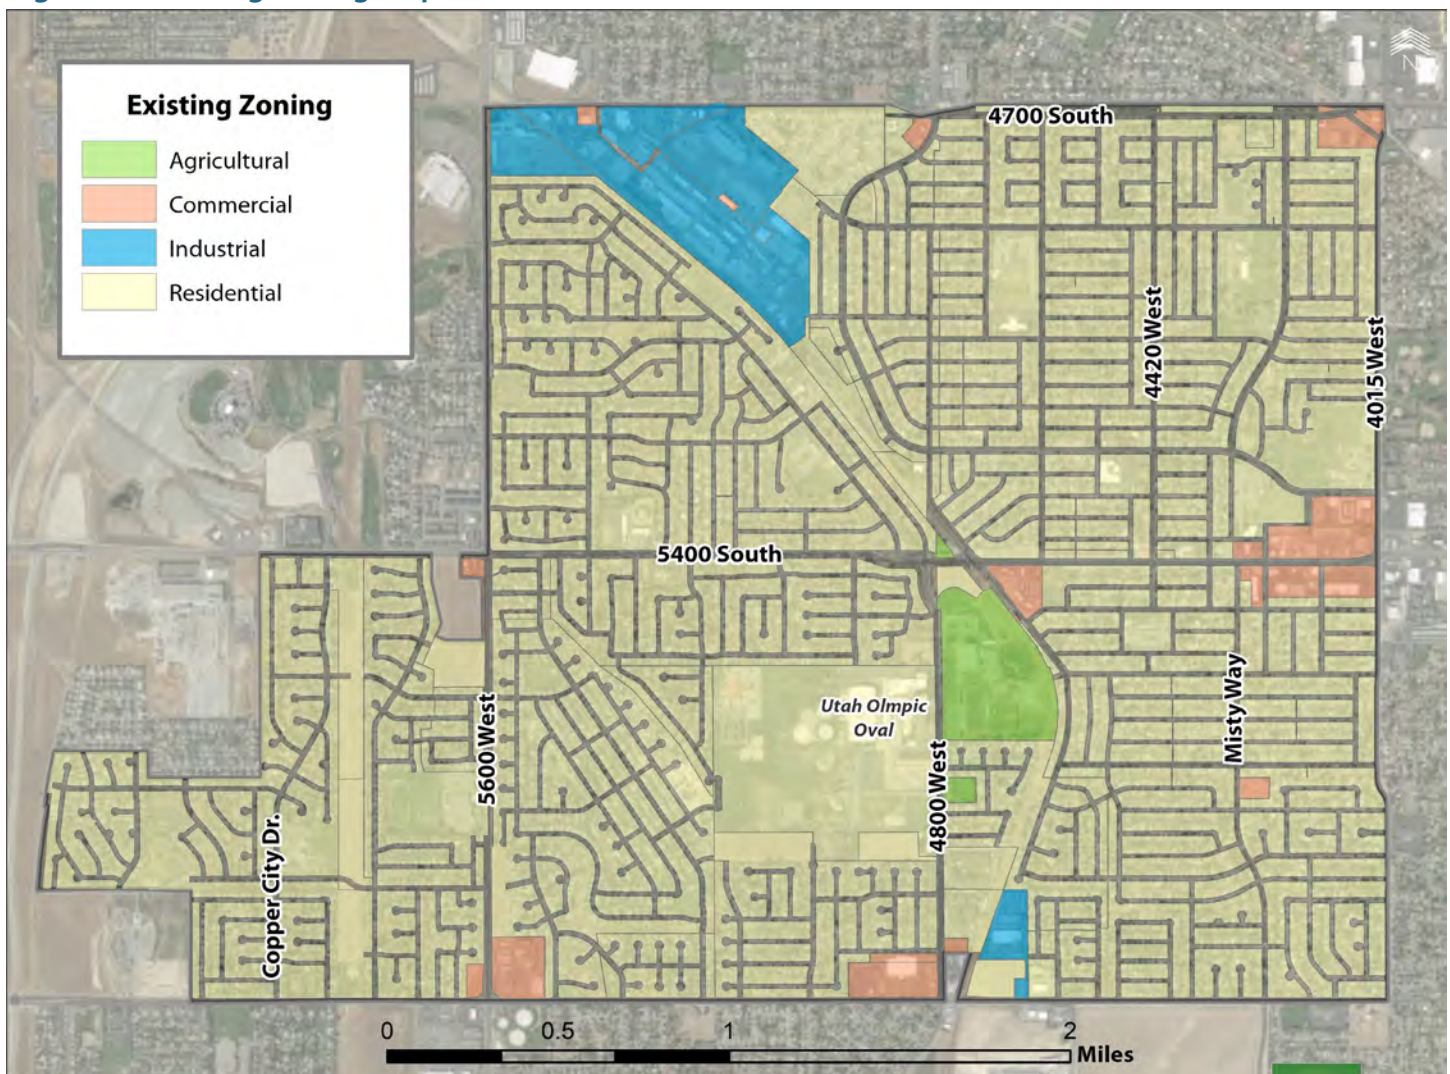 Existing Zoning
Agricultural
Commercial
Industrial
Residential
N
4700 South
4420 West
4015 West
5400 South
Utah Olmpic
Oval
Misty Way
5600 West
4800 West
Copper City Dr.
0 0.5 1 2
Miles